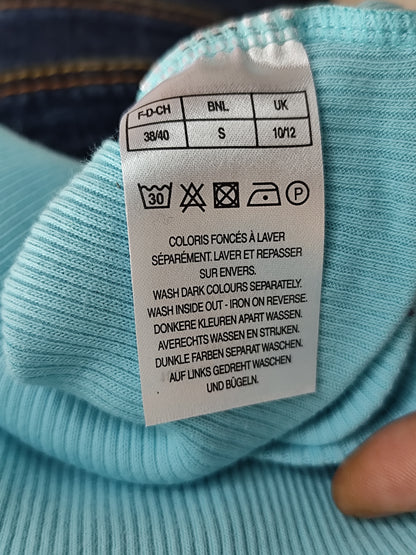 F-D-CH BNL UK
38/40 S 10/12
30 P
COLORIS FONCÉS À LAVER
SÉPARÉMENT. LAVER ET REPASSER
SUR ENVERS.
WASH DARK COLOURS SEPARATELY.
WASH INSIDE OUT - IRON ON REVERSE.
DONKERE KLEUREN APART WASSEN.
AVERECHTS WASSEN EN STRIJKEN.
DUNKLE FARBEN SEPARAT WASCHEN.
AUF LINKS GEDREHT WASCHEN
UND BÜGELN.